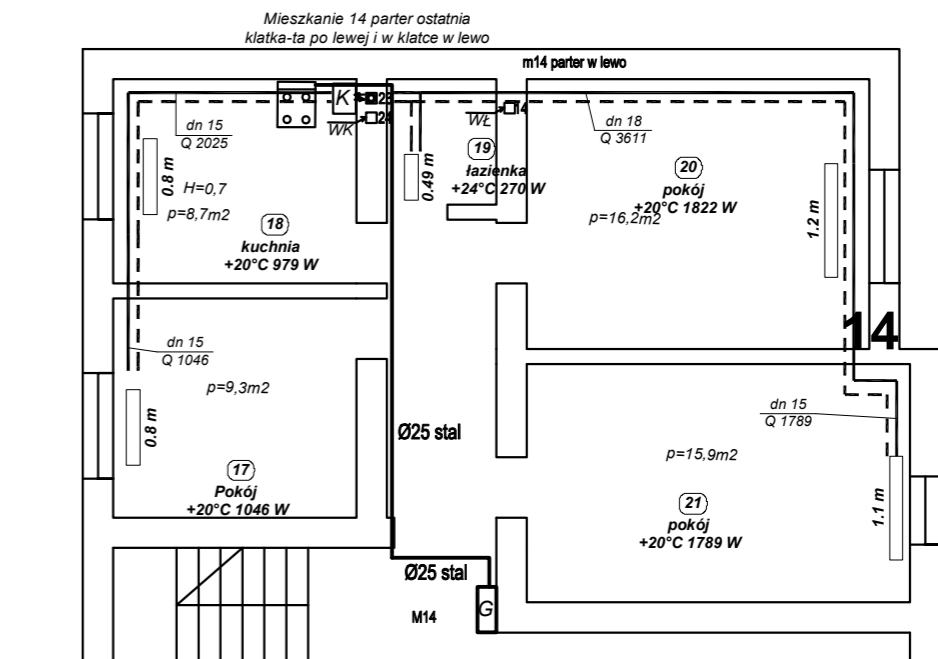 Mieszkanie 14 parter ostatnia
klatka-ta po lewej i w klatce w lewo
m14 parter w lewo
K
23
24
WK
14
WŁ
dn 15
Q 2025
dn 18
Q 3611
0.8 m
H=0,7
p=8,7m2
18
kuchnia
+20°C 979 W
0.49 m
19
łazienka
+24°C 270 W
20
pokój
+20°C 1822 W
p=16,2m2
1.2 m
14
dn 15
Q 1046
p=9,3m2
0.8 m
17
Pokój
+20°C 1046 W
Ø25 stal
dn 15
Q 1789
p=15,9m2
21
pokój
+20°C 1789 W
1.1 m
Ø25 stal
M14
G